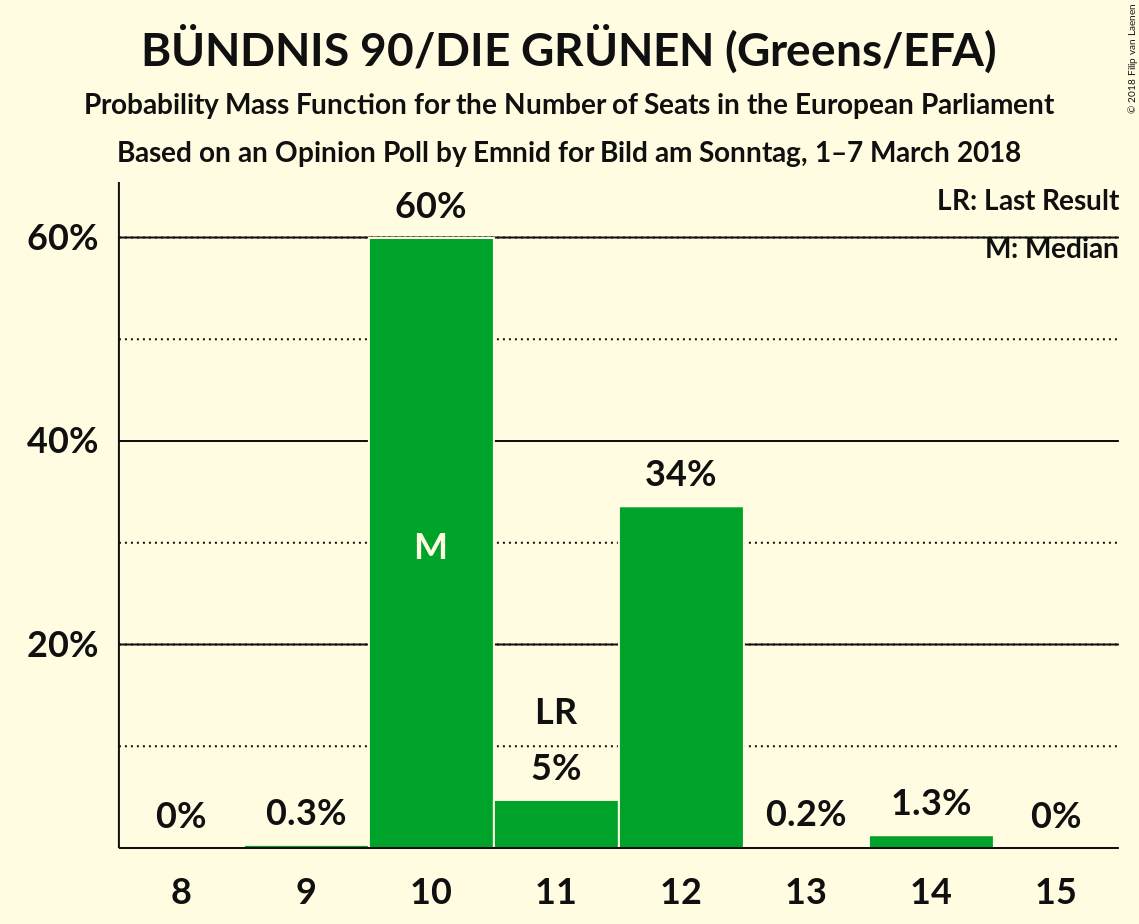 BÜNDNIS 90/DIE GRÜNEN (Greens/EFA)
Probability Mass Function for the Number of Seats in the European Parliament
Based on an Opinion Poll by Emnid for Bild am Sonntag, 1–7 March 2018
© 2018 Filip van Laenen
LR: Last Result
M: Median
60%
40%
20%
0%
0.3%
60%
M
LR
5%
34%
0.2%
1.3%
0%
8 9 10 11 12 13 14 15